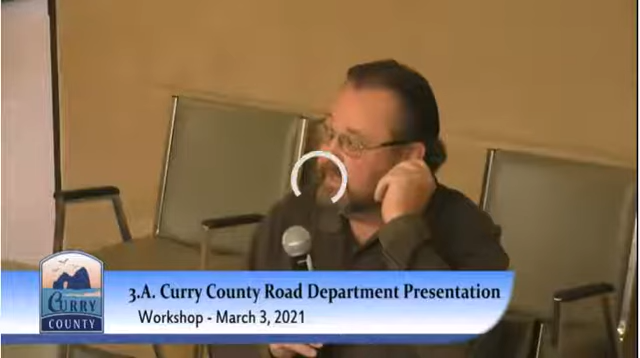 3.A. Curry County Road Department Presentation
Workshop - March 3, 2021
CURRY
COUNTY